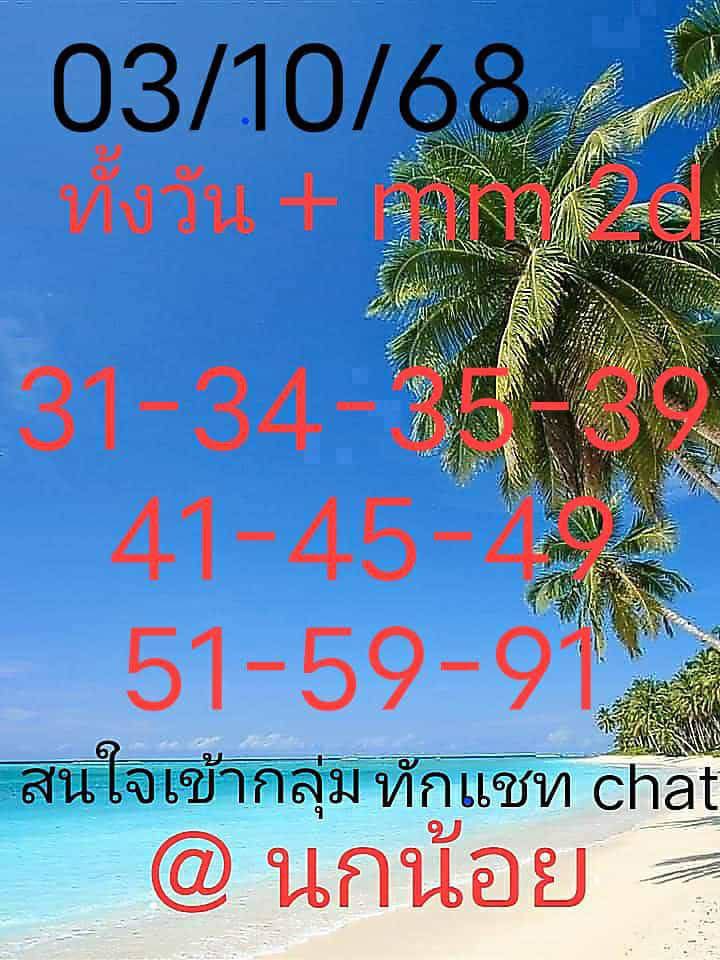 03/10/68
ทั้งวัน + mm 2d
31-34-35-39
41-45-49
51-59-91
สนใจเข้ากลุ่ม ทักแชท chat
@ นกน้อย